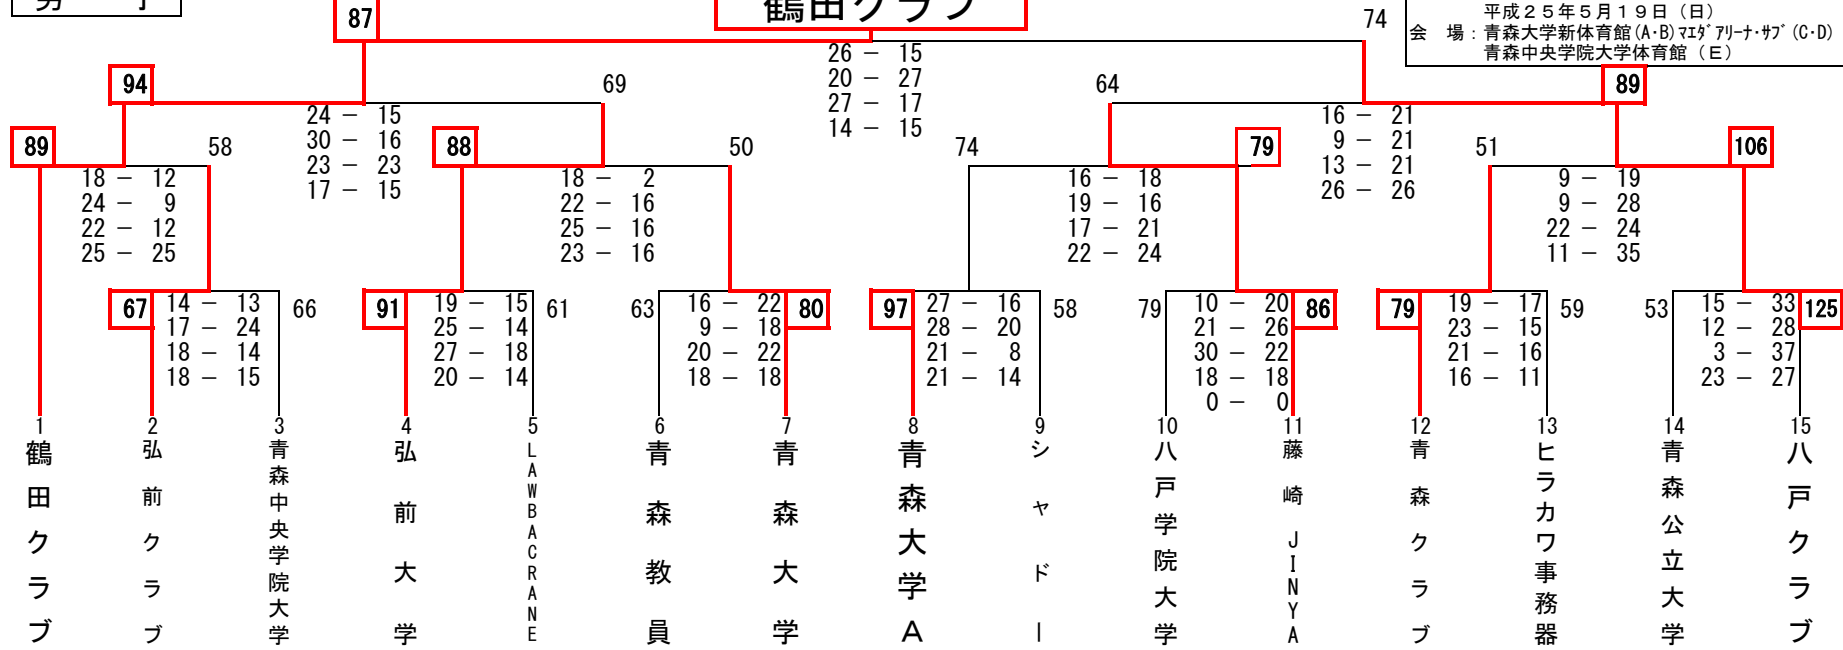 男 子
鶴田クラブ
平成25年5月19日(日)
会 場:青森大学新体育館(A・B)マエダアリーナ・サブ(C・D)
青森中央学院大学体育館(E)
87
74
26 － 15
20 － 27
27 － 17
14 － 15
94
69
64
89
24 － 15
30 － 16
23 － 23
17 － 15
16 － 21
9 － 21
13 － 21
26 － 26
89
58
88
50
74
79
51
106
18 － 12
24 － 9
22 － 12
25 － 25
18 － 2
22 － 16
25 － 16
23 － 16
16 － 18
19 － 16
17 － 21
22 － 24
9 － 19
9 － 28
22 － 24
11 － 35
67
14 － 13
17 － 24
18 － 14
18 － 15
66
91
19 － 15
25 － 14
27 － 18
20 － 14
61
63
16 － 22
9 － 18
20 － 22
18 － 18
80
97
27 － 16
28 － 20
21 － 8
21 － 14
58
79
10 － 20
21 － 26
30 － 22
18 － 18
0 － 0
86
79
19 － 17
23 － 15
21 － 16
16 － 11
59
53
15 － 33
12 － 28
3 － 37
23 － 27
125
1 鶴田クラブ
2 弘前クラブ
3 青森中央学院大学
4 弘前大学
5 LAWBACRANE
6 青森教員
7 青森大学
8 青森大学A
9 シャドー
10 八戸学院大学
11 藤崎JINYA
12 青森クラブ
13 ヒラカワ事務器
14 青森公立大学
15 八戸クラブ